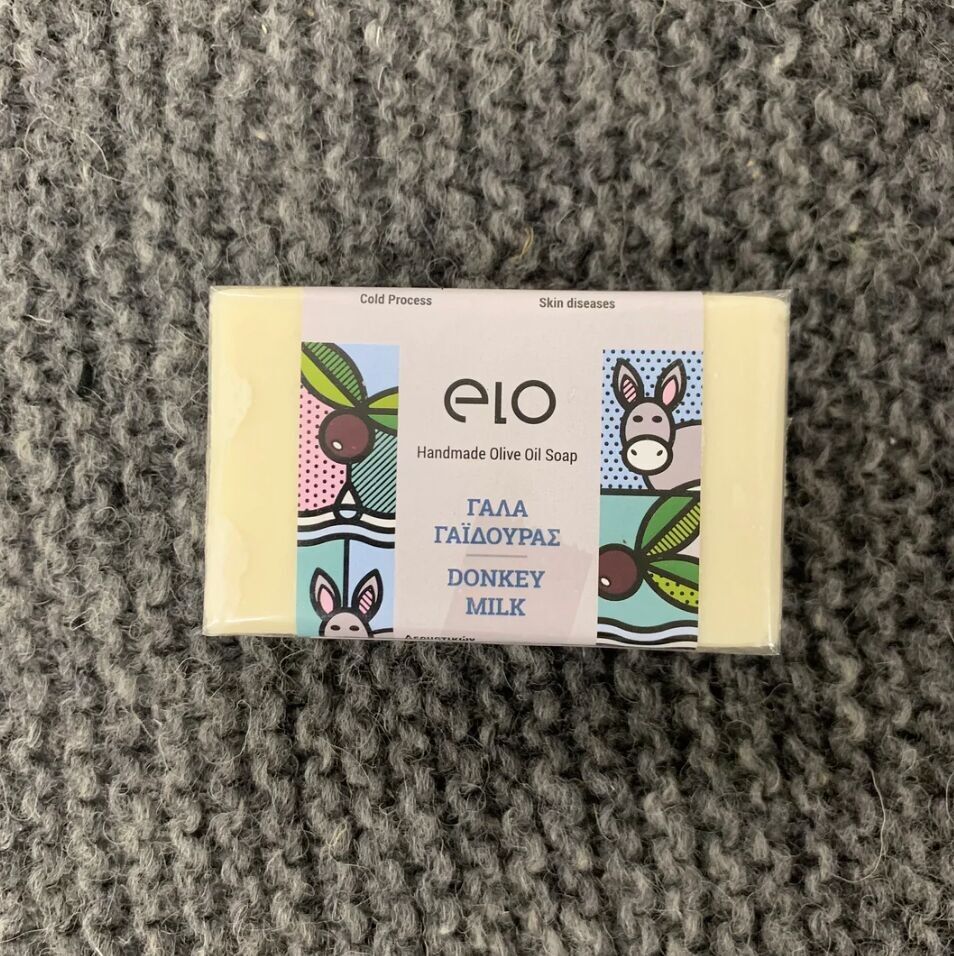 Cold Process Skin diseases
elo
Handmade Olive Oil Soap
ΓΑΛΑ
ΓΑΪΔΟΥΡΑΣ
DONKEY
MILK